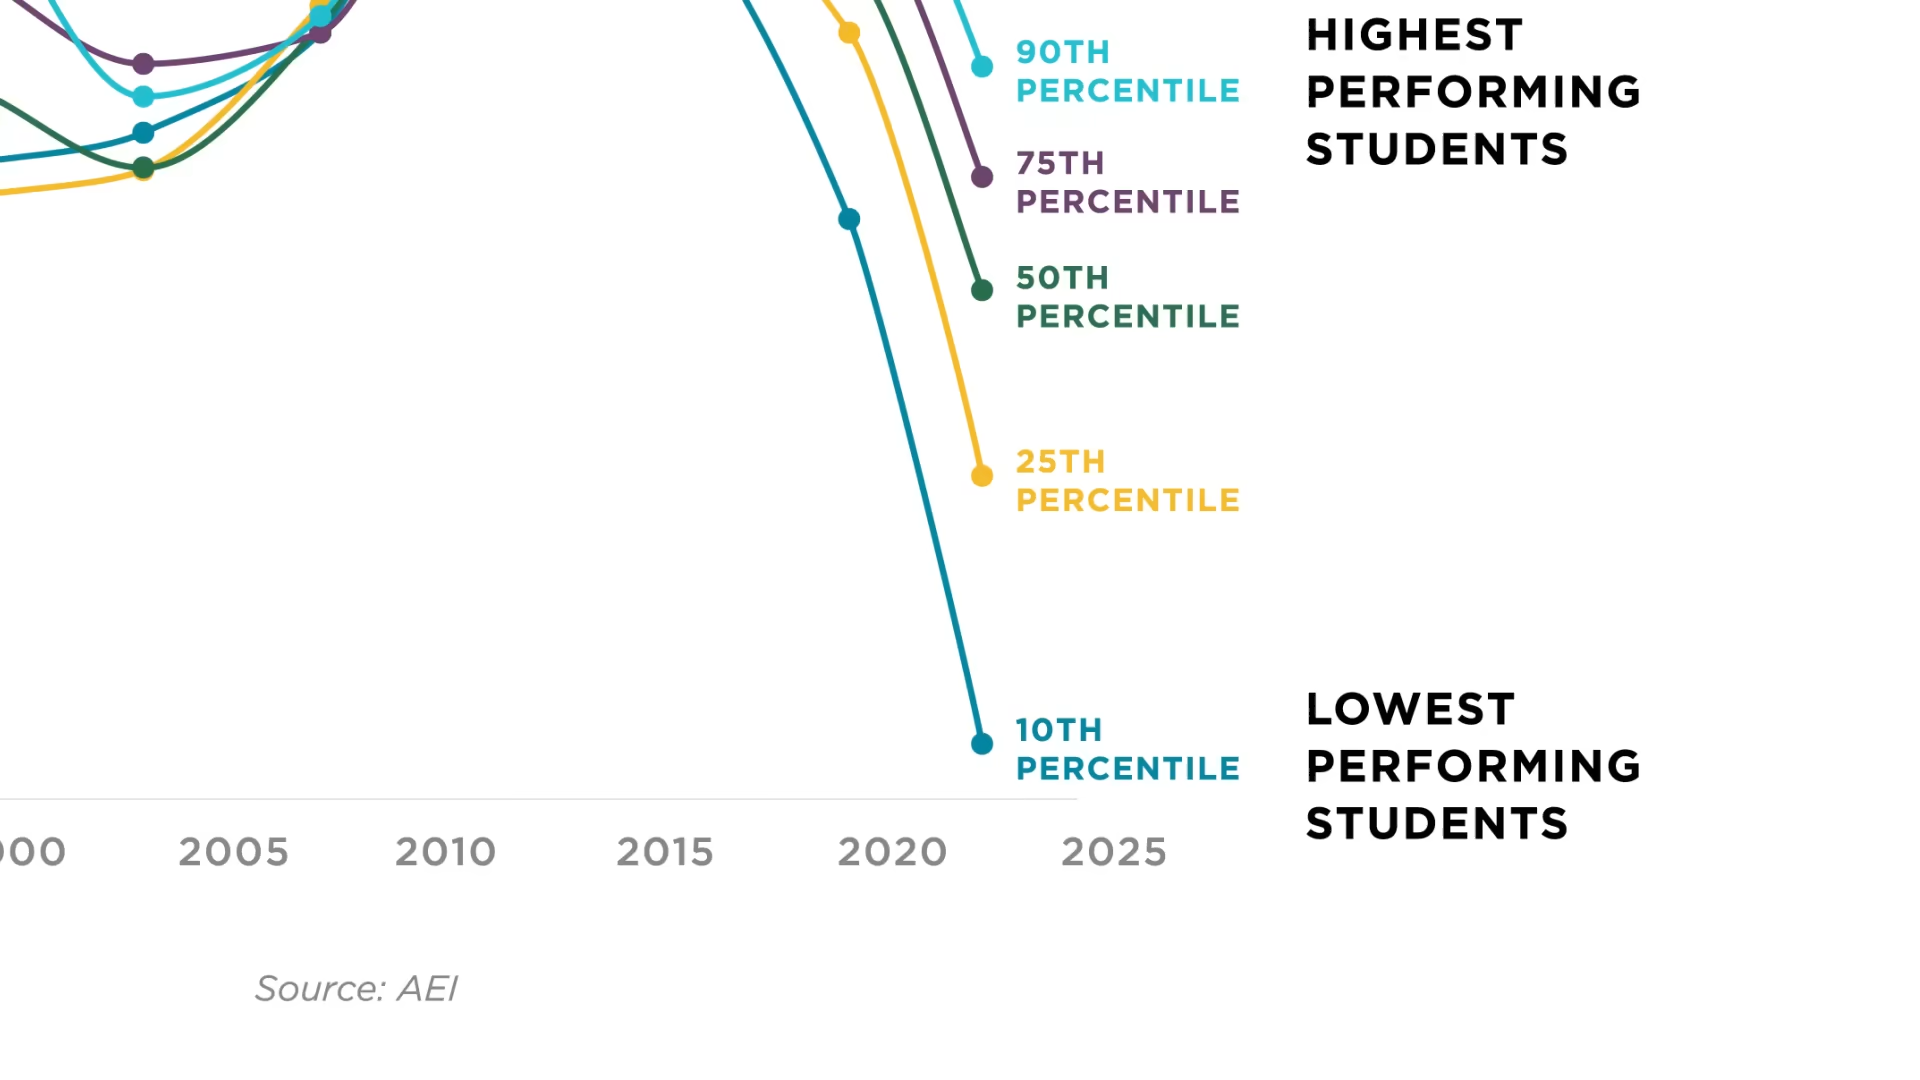 HIGHEST
PERFORMING
STUDENTS
90TH
PERCENTILE
75TH
PERCENTILE
50TH
PERCENTILE
25TH
PERCENTILE
10TH
PERCENTILE
LOWEST
PERFORMING
STUDENTS
00 2005 2010 2015 2020 2025
Source: AEI